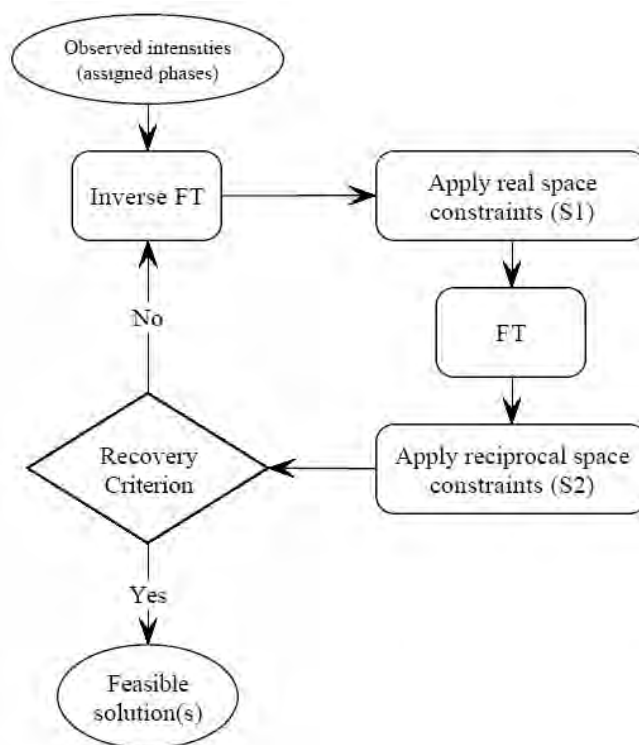 Observed intensities
(assigned phases)
Inverse FT
Apply real space
constraints (S1)
FT
No
Recovery
Criterion
Apply reciprocal space
constraints (S2)
Yes
Feasible
solution(s)